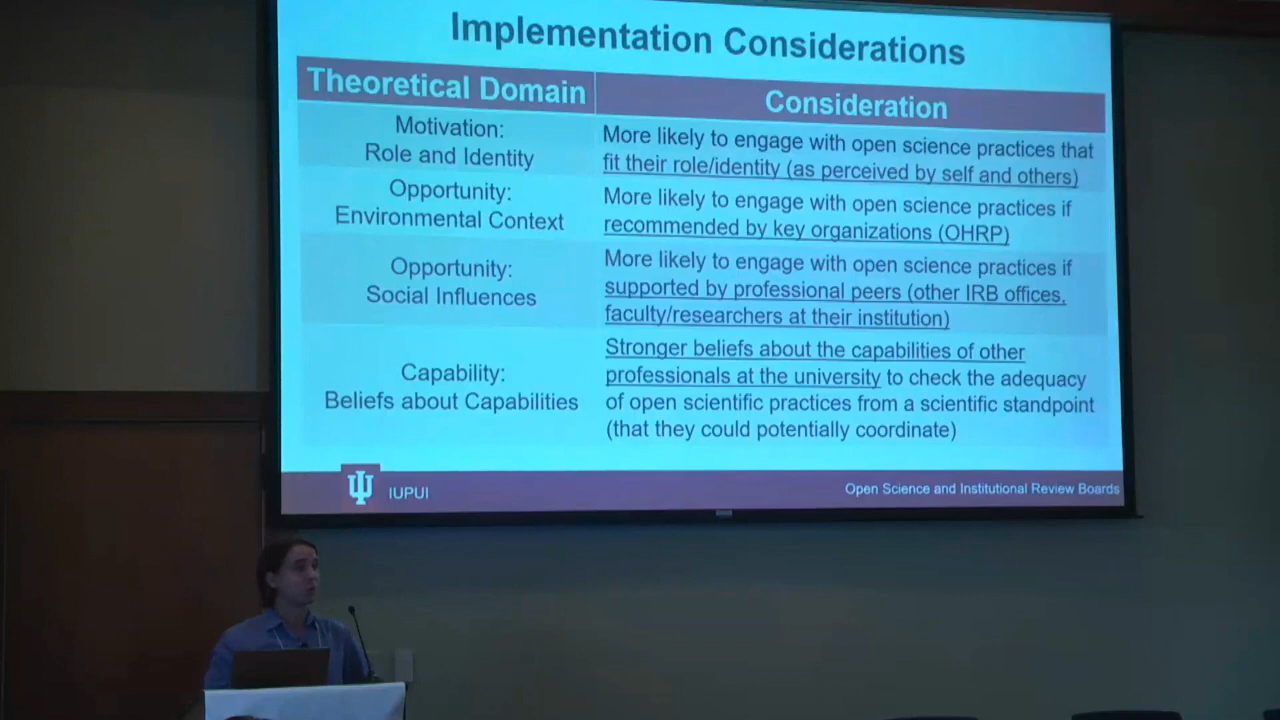 Implementation Considerations
Theoretical Domain
Consideration
Motivation:
Role and Identity
More likely to engage with open science practices that
fit their role/identity (as perceived by self and others)
Opportunity:
Environmental Context
More likely to engage with open science practices if
recommended by key organizations (OHRP)
Opportunity:
Social Influences
More likely to engage with open science practices if
supported by professional peers (other IRB offices,
faculty/researchers at their institution)
Capability:
Beliefs about Capabilities
Stronger beliefs about the capabilities of other
professionals at the university to check the adequacy
of open scientific practices from a scientific standpoint
(that they could potentially coordinate)
IUPUI
Open Science and Institutional Review Boards